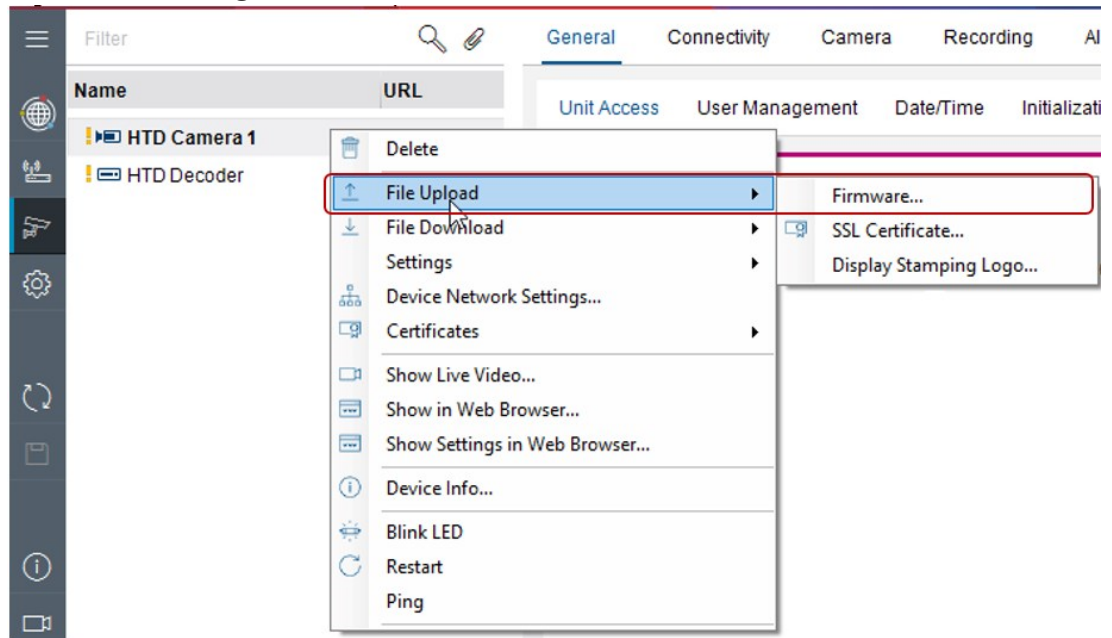 Filter
General Connectivity Camera Recording
Name URL
Unit Access User Management Date/Time
HTD Camera 1
HTD Decoder
Delete
File Upload
File Download
Settings
Device Network Settings...
Certificates
Show Live Video...
Show in Web Browser...
Show Settings in Web Browser...
Device Info...
Blink LED
Restart
Ping
Firmware...
SSL Certificate...
Display Stamping Logo...